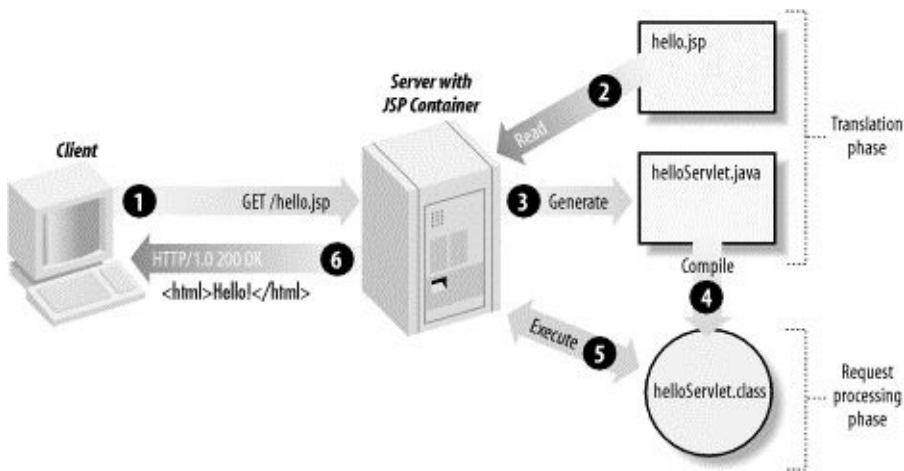 hello.jsp
Server with
JSP Container
2
Read
Translation
phase
Client
helloServlet.java
1
GET /hello.jsp
3
Generate
HTTP/1.0 200 OK
6
<html>Hello!</html>
Compile
4
Execute
5
helloServlet.class
Request
processing
phase